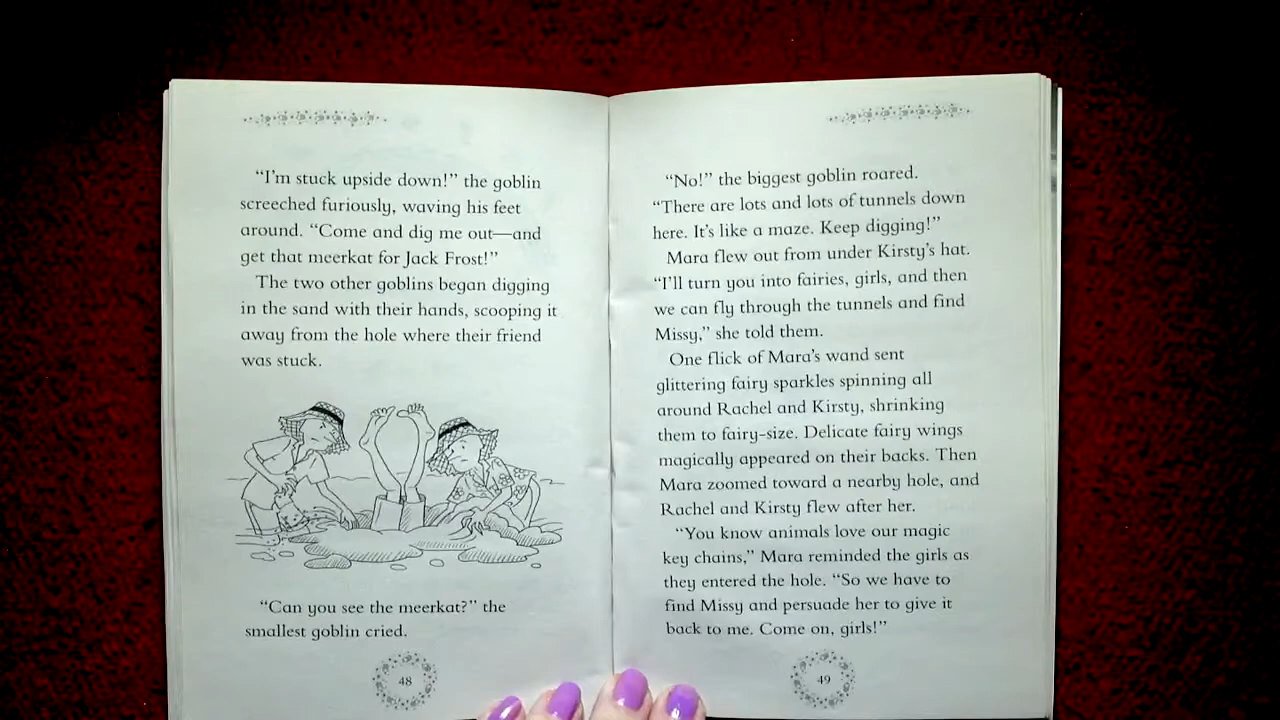 “I’m stuck upside down!” the goblin
screeched furiously, waving his feet
around. “Come and dig me out—and
get that meerkat for Jack Frost!”
The two other goblins began digging
in the sand with their hands, scooping it
away from the hole where their friend
was stuck.
“Can you see the meerkat?” the
smallest goblin cried.
48
“No!” the biggest goblin roared.
“There are lots and lots of tunnels down
here. It’s like a maze. Keep digging!”
Mara flew out from under Kirsty’s hat.
“I’ll turn you into fairies, girls, and then
we can fly through the tunnels and find
Missy,” she told them.
One flick of Mara’s wand sent
glittering fairy sparkles spinning all
around Rachel and Kirsty, shrinking
them to fairy-size. Delicate fairy wings
magically appeared on their backs. Then
Mara zoomed toward a nearby hole, and
Rachel and Kirsty flew after her.
“You know animals love our magic
key chains,” Mara reminded the girls as
they entered the hole. “So we have to
find Missy and persuade her to give it
back to me. Come on, girls!”
49